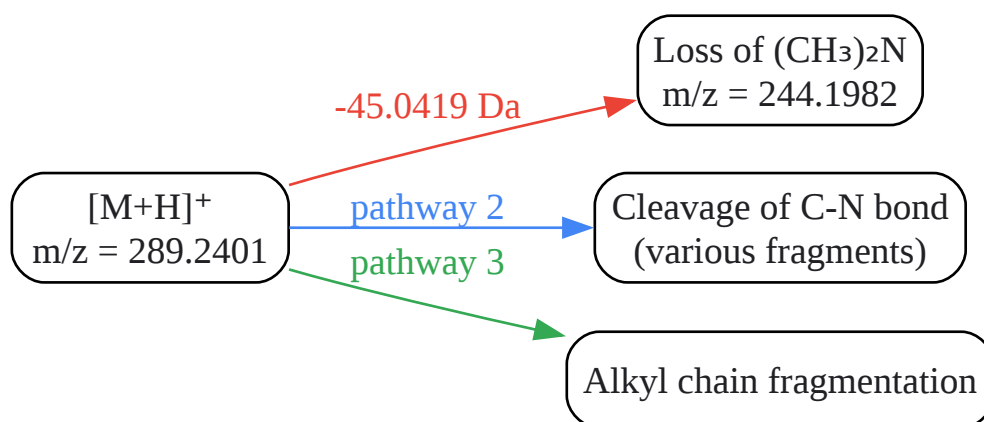 Loss of (CH₃)₂N
m/z = 244.1982
-45.0419 Da
[M+H]⁺
m/z = 289.2401
pathway 2
Cleavage of C-N bond
(various fragments)
pathway 3
Alkyl chain fragmentation